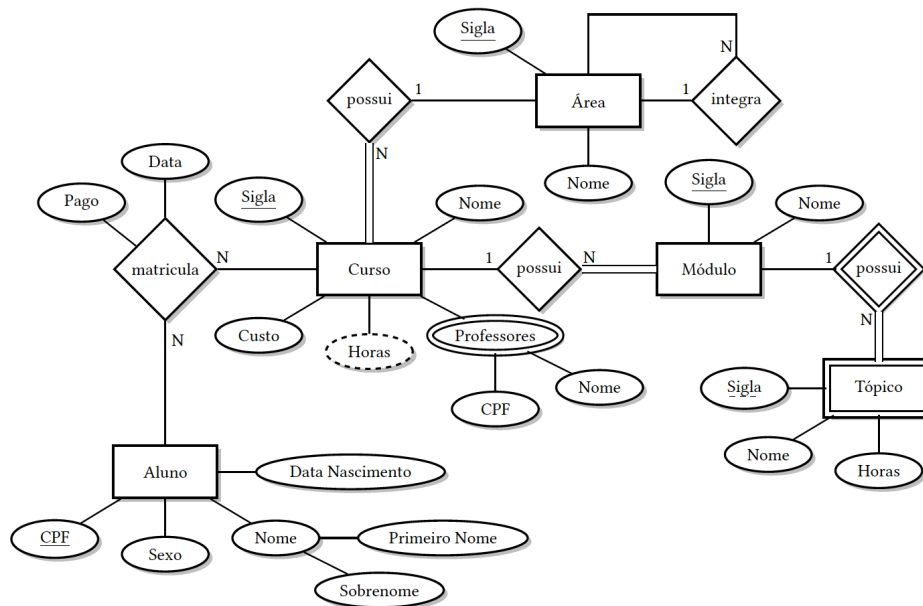 Sigla
N
possui
1
Área
1
integra
N
Data
Nome
Sigla
Pago
Sigla
Nome
Nome
matricula
N
Curso
1
possui
N
Módulo
1
possui
N
N
Custo
Horas
Professores
Nome
CPF
Sigla
Tópico
Nome
Horas
Aluno
Data Nascimento
CPF
Sexo
Nome
Primeiro Nome
Sobrenome